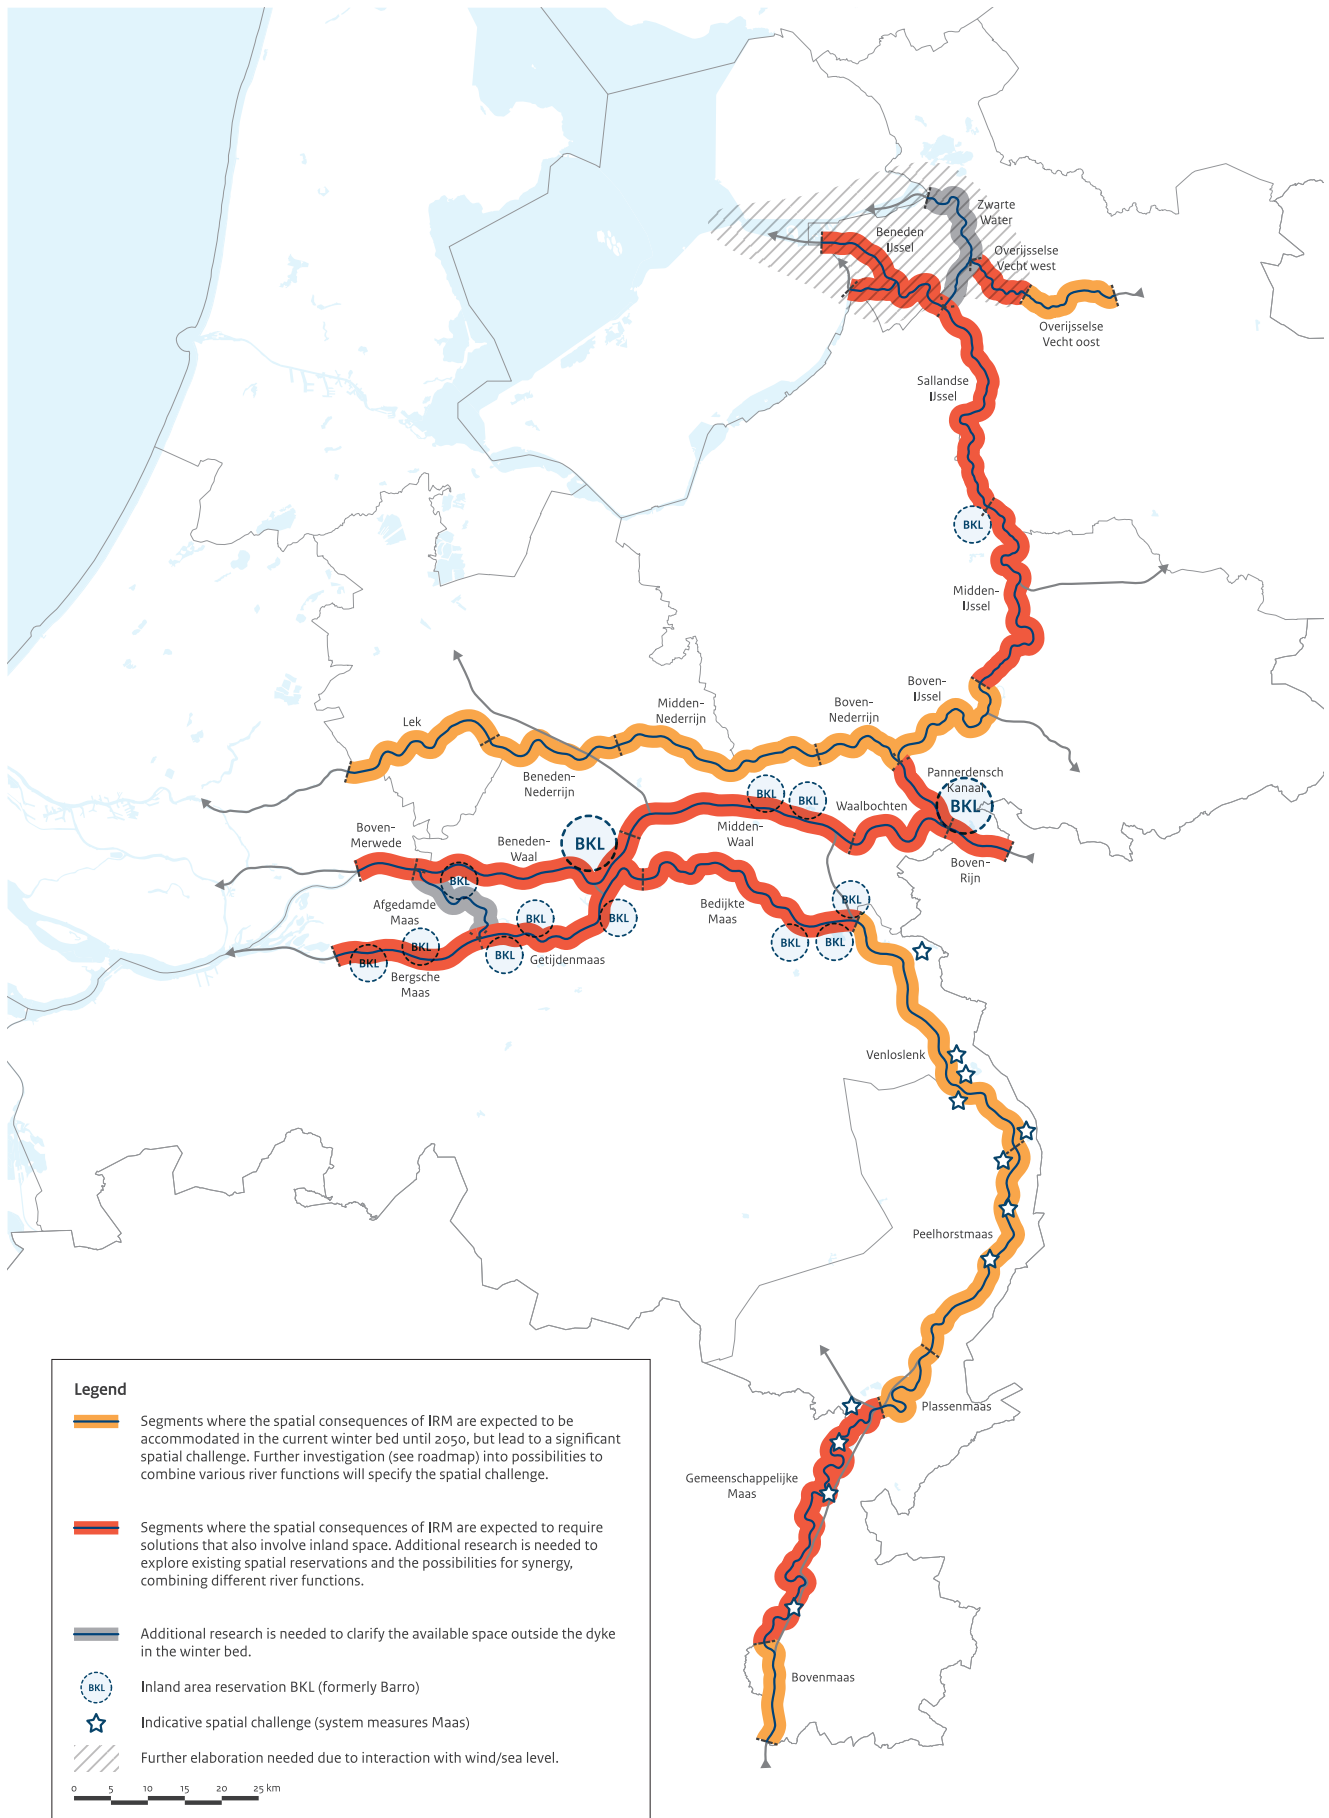 Zwarte
Water
Beneden
IJssel
Overijsselse
Vecht west
Overijsselse
Vecht oost
Sallandse
IJssel
BKL
Midden-
IJssel
Boven-
IJssel
Midden-
Nederrijn
Boven-
Nederrijn
Lek
Beneden-
Nederrijn
Pannerdensch
Kanaal
BKL
BKL
BKL
Waalbochten
Boven-
Merwede
Beneden-
Waal
BKL
Midden-
Waal
Boven-
Rijn
BKL
Afgedamde
Maas
BKL
BKL
Bedijkte
Maas
BKL
BKL
BKL
BKL
BKL
BKL
Getijdenmaas
BKL
Bergsche
Maas
Venloslenk
Peelhorstmaas
Plassenmaas
Gemeenschappelijke
Maas
Bovenmaas
Legend
Segments where the spatial consequences of IRM are expected to be
accommodated in the current winter bed until 2050, but lead to a significant
spatial challenge. Further investigation (see roadmap) into possibilities to
combine various river functions will specify the spatial challenge.
Segments where the spatial consequences of IRM are expected to require
solutions that also involve inland space. Additional research is needed to
explore existing spatial reservations and the possibilities for synergy,
combining different river functions.
Additional research is needed to clarify the available space outside the dyke
in the winter bed.
BKL Inland area reservation BKL (formerly Barro)
Indicative spatial challenge (system measures Maas)
Further elaboration needed due to interaction with wind/sea level.
0 5 10 15 20 25 km